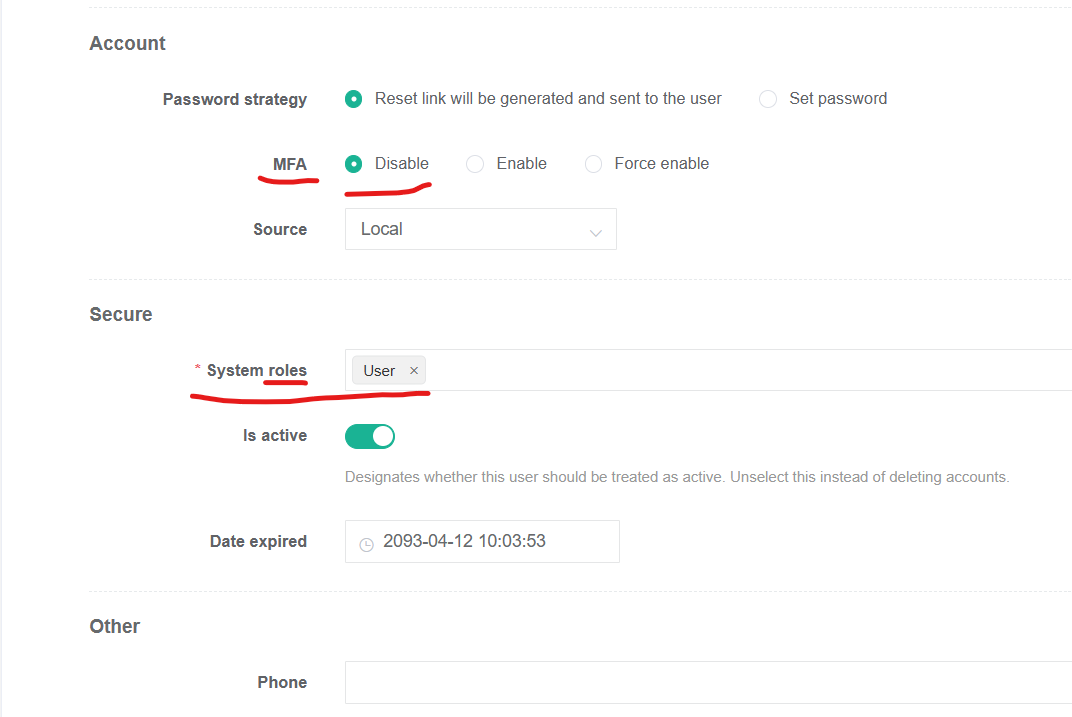 Account
Password strategy Reset link will be generated and sent to the user Set password
MFA Disable Enable Force enable
Source Local
Secure
* System roles User ×
Is active
Designates whether this user should be treated as active. Unselect this instead of deleting accounts.
Date expired 2093-04-12 10:03:53
Other
Phone